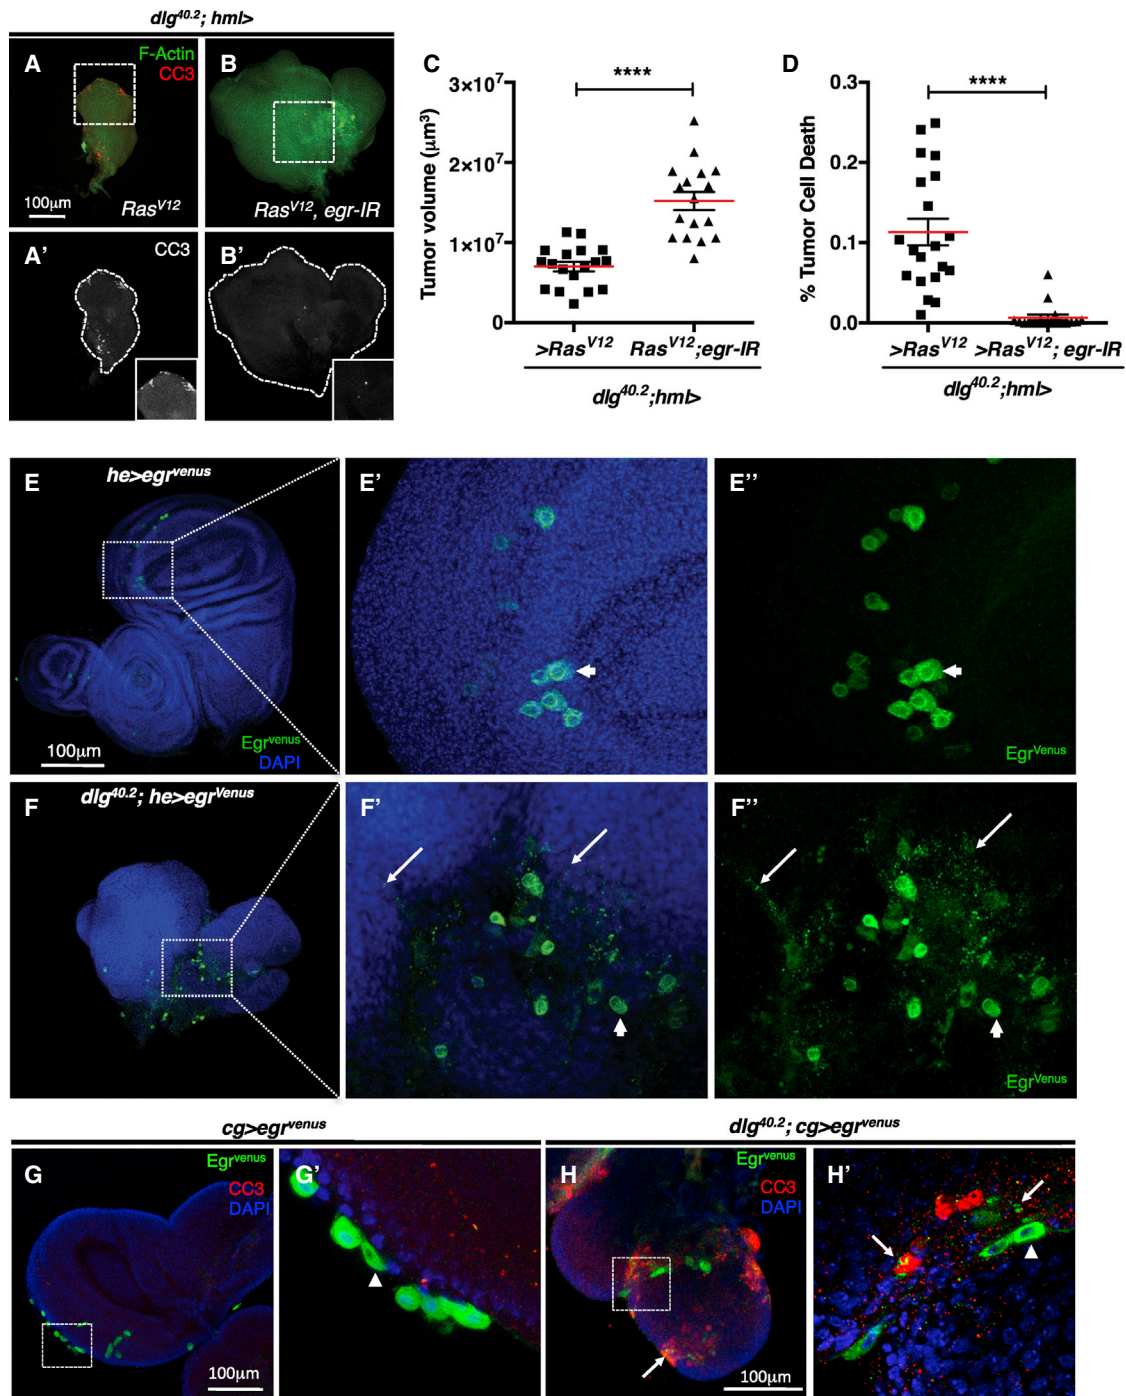 dlg40.2; hml>
A
F-Actin
CC3
100μm
RasV12
B
RasV12, egr-IR
A'
CC3
B'
C
****
Tumor volume (μm3)
3×10^7
2×10^7
1×10^7
0
>RasV12 RasV12;egr-IR
dlg40.2;hml>
D
****
% Tumor Cell Death
0.3
0.2
0.1
0.0
>RasV12 >RasV12; egr-IR
dlg40.2;hml>
E
he>egrvenus
100μm
Egrvenus
DAPI
E'
E''
EgrVenus
F
dlg40.2; he>egrVenus
F'
F''
EgrVenus
cg>egrvenus
G
Egrvenus
CC3
DAPI
100μm
G'
dlg40.2; cg>egrvenus
H
Egrvenus
CC3
DAPI
100μm
H'